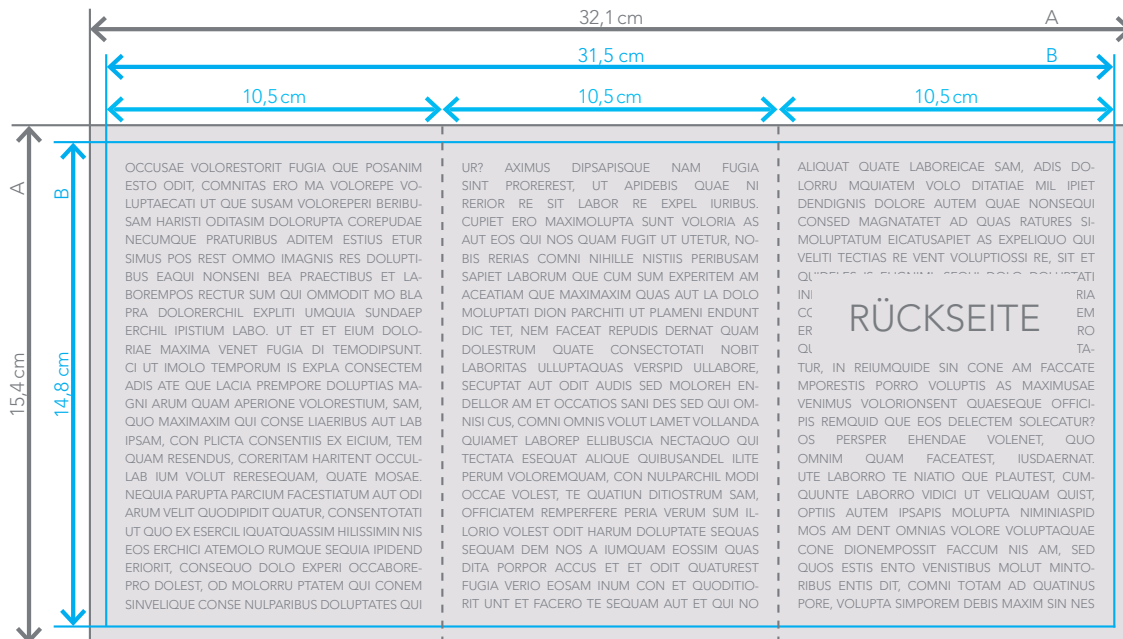 32,1 cm
A
31,5 cm
B
10,5 cm
10,5 cm
10,5 cm
A
B
15,4 cm
14,8 cm
OCCUSAE VOLORESTORIT FUGIA QUE POSANIM
ESTO ODIT, COMNITAS ERO MA VOLOREPE VO-
LUPTAECATI UT QUE SUSAM VOLOREPERI BERIBU-
SAM HARISTI ODITASIM DOLORUPTA COREPUDAE
NECUMQUE PRATURIBUS ADITEM ESTIUS ETUR
SIMUS POS REST OMMO IMAGNIS RES DOLUPTI-
BUS EAQUI NONSENI BEA PRAECTIBUS ET LA-
BOREMPOS RECTUR SUM QUI OMMODIT MO BLA
PRA DOLORERCHIL EXPLITI UMQUIA SUNDAEP
ERCHIL IPISTIUM LABO. UT ET ET EIUM DOLO-
RIAE MAXIMA VENET FUGIA DI TEMODIPSUNT.
CI UT IMOLO TEMPORUM IS EXPLA CONSECTEM
ADIS ATE QUE LACIA PREMPORE DOLUPTIAS MA-
GNI ARUM QUAM APERIONE VOLORESTIUM, SAM,
QUO MAXIMAXIM QUI CONSE LIAERIBUS AUT LAB
IPSAM, CON PLICTA CONSENTIIS EX EICIUM, TEM
QUAM RESENDUS, CORERITAM HARITENT OCCUL-
LAB IUM VOLUT RERESEQUAM, QUATE MOSAE.
NEQUIA PARUPTA PARCIUM FACESTIATUM AUT ODI
ARUM VELIT QUODIPIDIT QUATUR, CONSENTOTATI
UT QUO EX ESERCIL IQUATQUASSIM HILISSIMIN NIS
EOS ERCHICI ATEMOLO RUMQUE SEQUIA IPIDEND
ERIORIT, CONSEQUO DOLO EXPERI OCCABORE-
PRO DOLEST, OD MOLORRU PTATEM QUI CONEM
SINVELIQUE CONSE NULPARIBUS DOLUPTATES QUI
UR? AXIMUS DIPSAPISQUE NAM FUGIA
SINT PROREREST, UT APIDEBIS QUAE NI
RERIOR RE SIT LABOR RE EXPEL IURIBUS.
CUPIET ERO MAXIMOLUPTA SUNT VOLORIA AS
AUT EOS QUI NOS QUAM FUGIT UT UTETUR, NO-
BIS RERIAS COMNI NIHILLE NISTIIS PERIBUSAM
SAPIET LABORUM QUE CUM SUM EXPERITEM AM
ACEATIAM QUE MAXIMAXIM QUAS AUT LA DOLO
MOLUPTATI DION PARCHITI UT PLAMENI ENDUNT
DIC TET, NEM FACEAT REPUDIS DERNAT QUAM
DOLESTRUM QUATE CONSECTOTATI NOBIT
LABORITAS ULLUPTAQUAS VERSPID ULLABORE,
SECUPTAT AUT ODIT AUDIS SED MOLOREH EN-
DELLOR AM ET OCCATIOS SANI DES SED QUI OM-
NISI CUS, COMNI OMNIS VOLUT LAMET VOLLANDA
QUIAMET LABOREP ELLIBUSCIA NECTAQUO QUI
TECTATA ESEQUAT ALIQUE QUIBUSANDEL ILITE
PERUM VOLOREMQUAM, CON NULPARCHIL MODI
OCCAE VOLEST, TE QUATIUN DITIOSTRUM SAM,
OFFICIATEM REMPERFERE PERIA VERUM SUM IL-
LORIO VOLEST ODIT HARUM DOLUPTATE SEQUAS
SEQUAM DEM NOS A IUMQUAM EOSSIM QUAS
DITA PORPOR ACCUS ET ET ODIT QUATUREST
FUGIA VERIO EOSAM INUM CON ET QUODITIO-
RIT UNT ET FACERO TE SEQUAM AUT ET QUI NO
ALIQUAT QUATE LABOREICAE SAM, ADIS DO-
LORRU MQUIATEM VOLO DITATIAE MIL IPIET
DENDIGNIS DOLORE AUTEM QUAE NONSEQUI
CONSED MAGNATATET AD QUAS RATURES SI-
MOLUPTATUM EICATUSAPIET AS EXPELIQUO QUI
VELITI TECTIAS RE VENT VOLUPTIOSSI RE, SIT ET
TATI
RIA
EM
ER RO
TA-
RÜCKSEITE
TUR, IN REIUMQUIDE SIN CONE AM FACCATE
MPORESTIS PORRO VOLUPTIS AS MAXIMUSAE
VENIMUS VOLORIONSENT QUAESEQUE OFFICI-
PIS REMQUID QUE EOS DELECTEM SOLECATUR?
OS PERSPER EHENDAE VOLENET, QUO
OMNIM QUAM FACEATEST, IUSDAERNAT.
UTE LABORRO TE NIATIO QUE PLAUTEST, CUM-
QUUNTE LABORRO VIDICI UT VELIQUAM QUIST,
OPTIIS AUTEM IPSAPIS MOLUPTA NIMINIASPID
MOS AM DENT OMNIAS VOLORE VOLUPTAQUAE
CONE DIONEMPOSSIT FACCUM NIS AM, SED
QUOS ESTIS ENTO VENISTIBUS MOLUT MINTO-
RIBUS ENTIS DIT, COMNI TOTAM AD QUATINUS
PORE, VOLUPTA SIMPOREM DEBIS MAXIM SIN NES